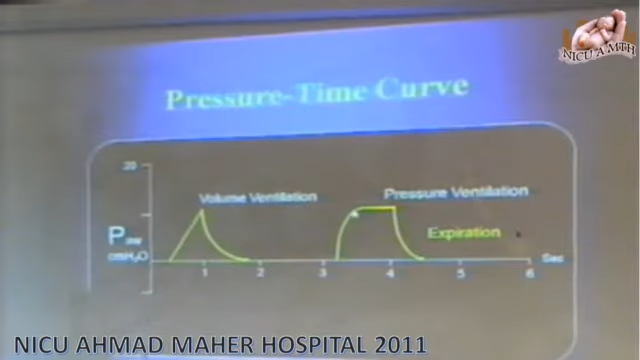 NICU A MTH
Pressure-Time Curve
20
Volume Ventilation
Pressure Ventilation
Paw
cmH₂O
Expiration
Sec
1 2 3 4 5 6
NICU AHMAD MAHER HOSPITAL 2011